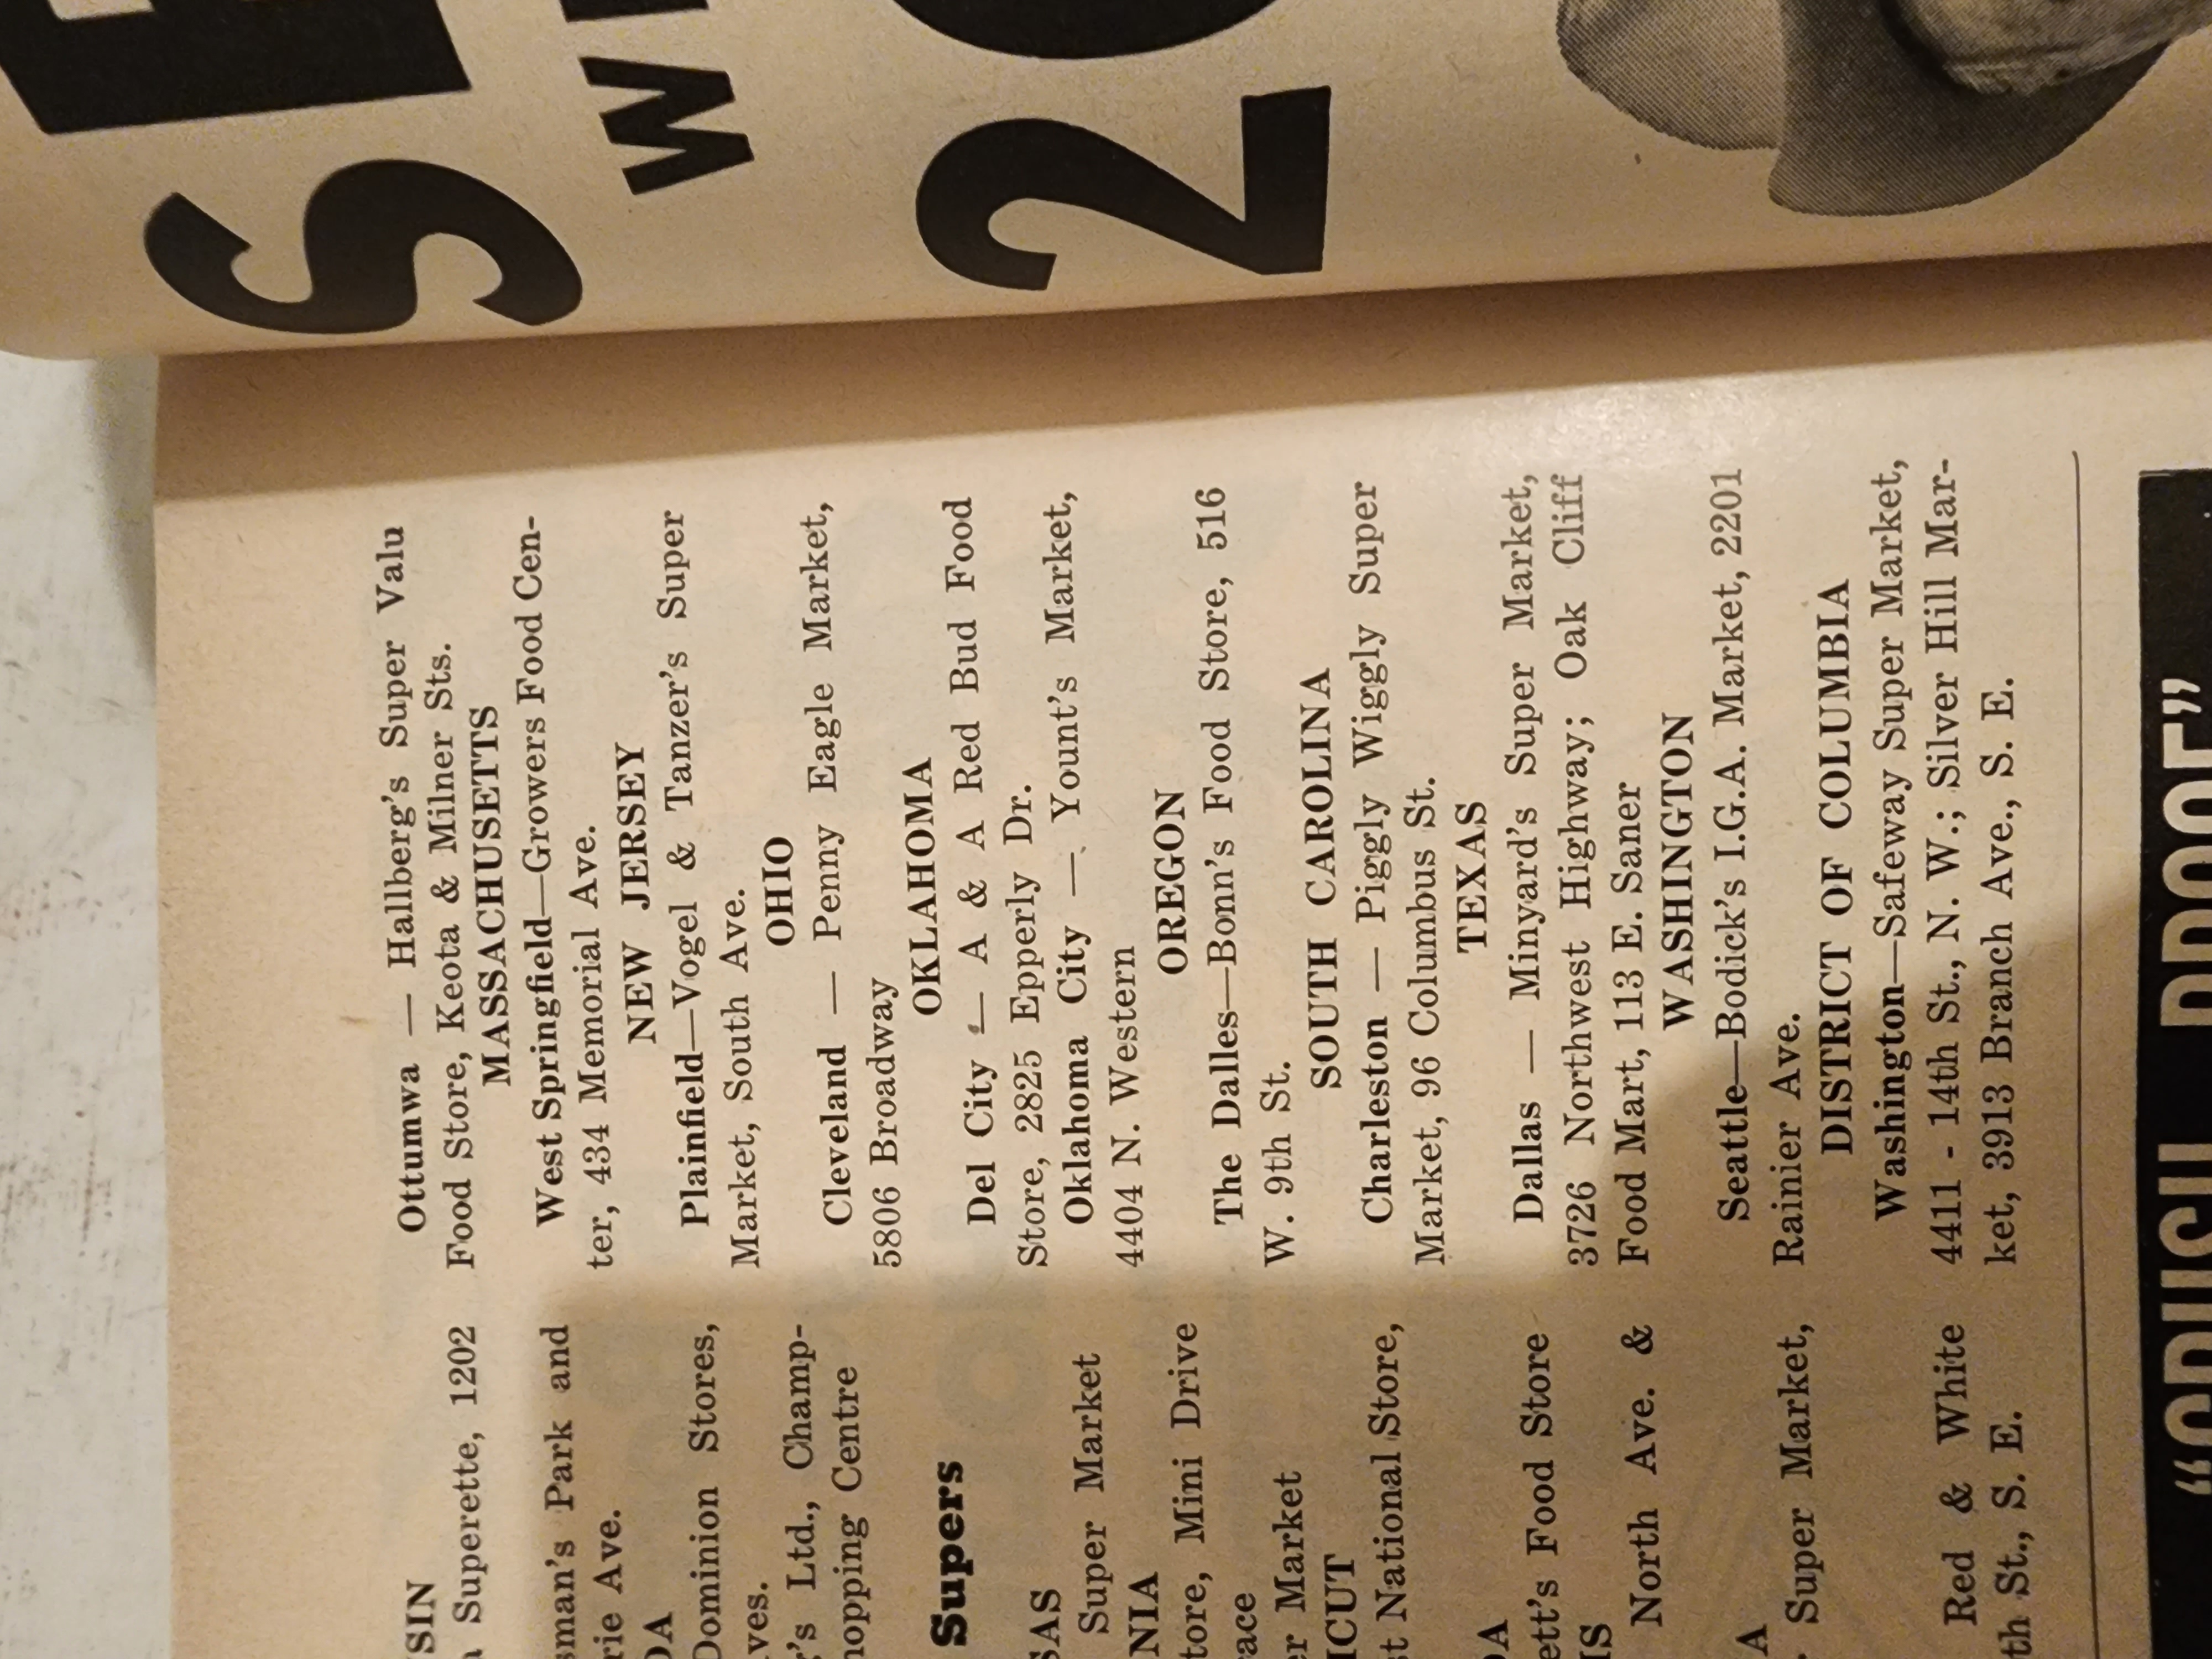 SIN
Superette, 1202
sman's Park and
rie Ave.
DA
Dominion Stores,
ves.
's Ltd., Champ-
hopping Centre
Supers
SAS
Super Market
NIA
tore, Mini Drive
race
er Market
ICUT
st National Store,
DA
ett's Food Store
IS
North Ave. &
A
Super Market,
Red & White
th St., S. E.
Ottumwa — Hallberg's Super Valu
Food Store, Keota & Milner Sts.
MASSACHUSETTS
West Springfield—Growers Food Cen-
ter, 434 Memorial Ave.
NEW JERSEY
Plainfield—Vogel & Tanzer's Super
Market, South Ave.
OHIO
Cleveland — Penny Eagle Market,
5806 Broadway
OKLAHOMA
Del City — A & A Red Bud Food
Store, 2825 Epperly Dr.
Oklahoma City — Yount's Market,
4404 N. Western
OREGON
The Dalles—Bonn's Food Store, 516
W. 9th St.
SOUTH CAROLINA
Charleston — Piggly Wiggly Super
Market, 96 Columbus St.
TEXAS
Dallas — Minyard's Super Market,
3726 Northwest Highway; Oak Cliff
Food Mart, 113 E. Saner
WASHINGTON
Seattle—Bodick's I.G.A. Market, 2201
Rainier Ave.
DISTRICT OF COLUMBIA
Washington—Safeway Super Market,
4411 - 14th St., N. W.; Silver Hill Mar-
ket, 3913 Branch Ave., S. E.
"CRUSH-PROOF"
S
W
2